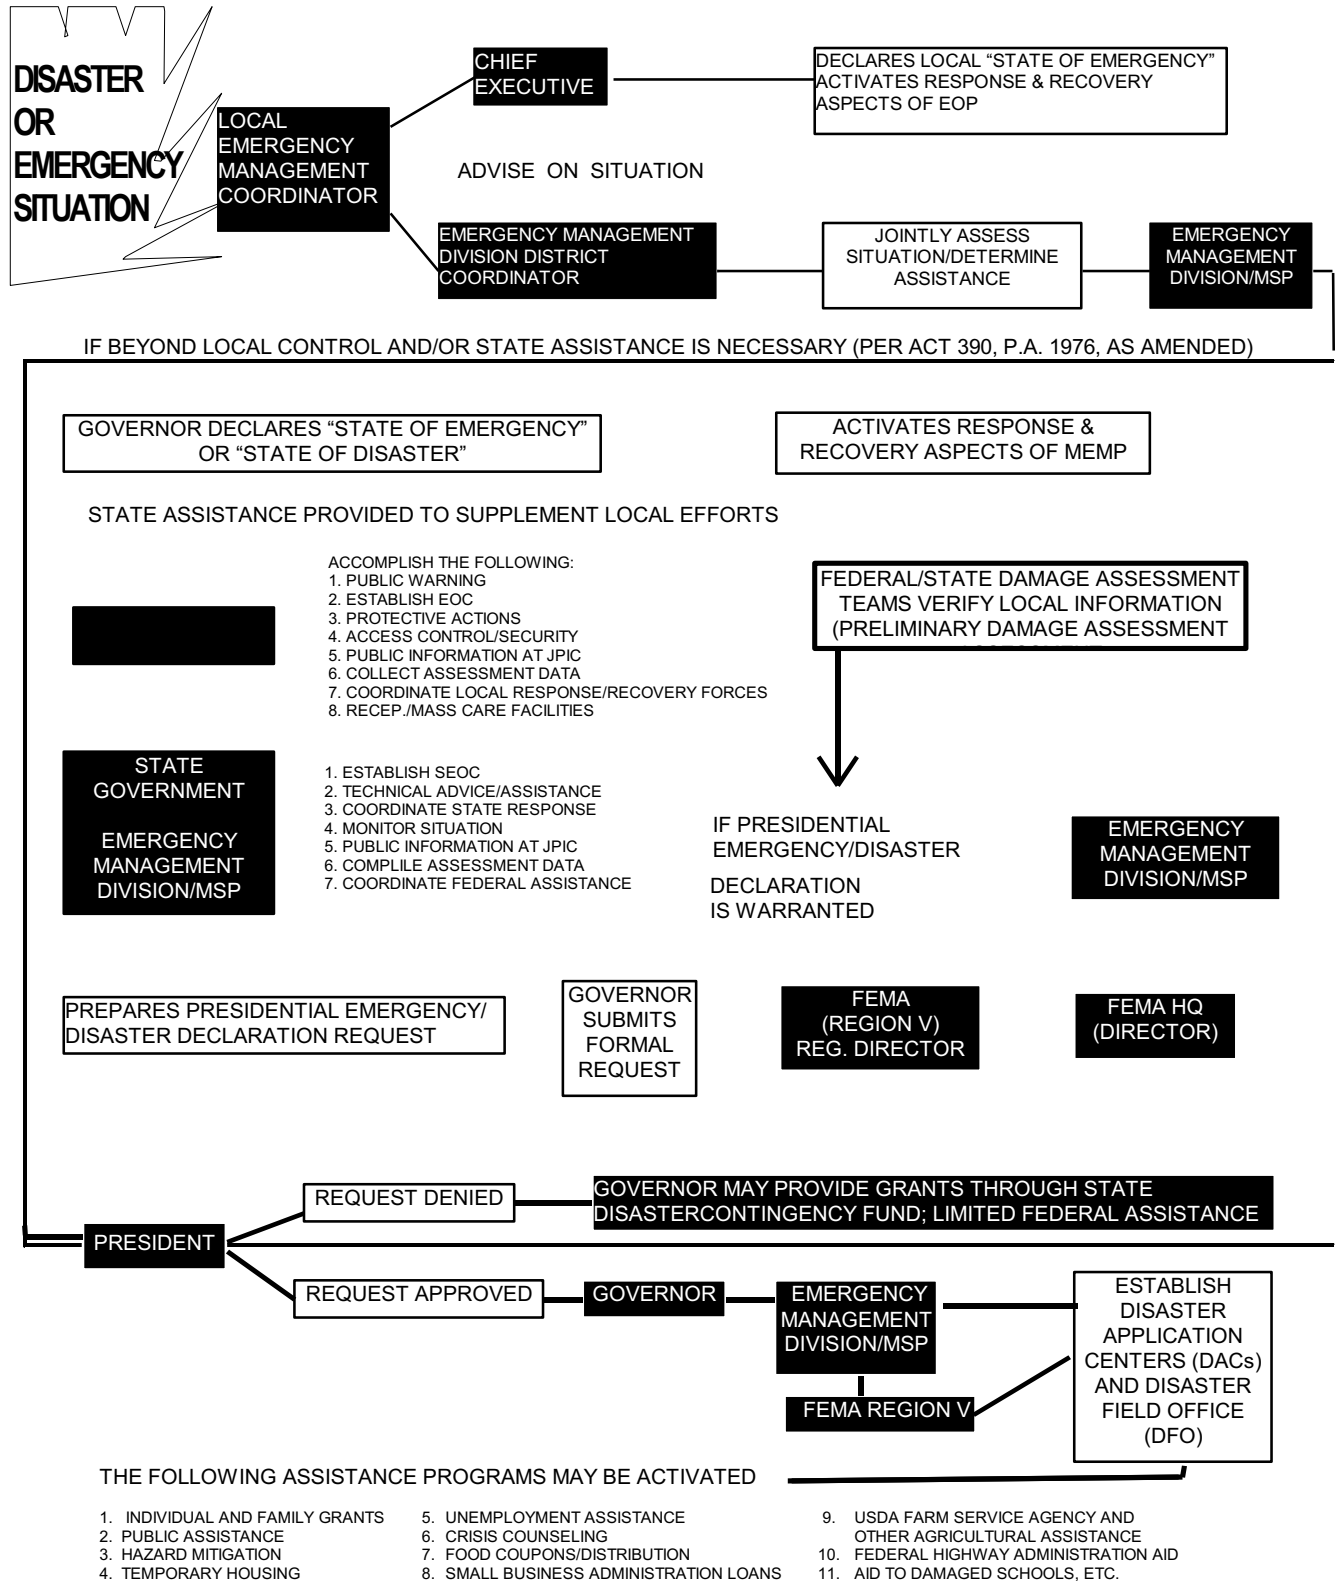 DISASTER
OR
EMERGENCY
SITUATION
LOCAL
EMERGENCY
MANAGEMENT
COORDINATOR
CHIEF
EXECUTIVE
DECLARES LOCAL “STATE OF EMERGENCY”
ACTIVATES RESPONSE & RECOVERY
ASPECTS OF EOP
ADVISE ON SITUATION
EMERGENCY MANAGEMENT
DIVISION DISTRICT
COORDINATOR
JOINTLY ASSESS
SITUATION/DETERMINE
ASSISTANCE
EMERGENCY
MANAGEMENT
DIVISION/MSP
IF BEYOND LOCAL CONTROL AND/OR STATE ASSISTANCE IS NECESSARY (PER ACT 390, P.A. 1976, AS AMENDED)
GOVERNOR DECLARES “STATE OF EMERGENCY”
OR “STATE OF DISASTER”
ACTIVATES RESPONSE &
RECOVERY ASPECTS OF MEMP
STATE ASSISTANCE PROVIDED TO SUPPLEMENT LOCAL EFFORTS
ACCOMPLISH THE FOLLOWING:
1. PUBLIC WARNING
2. ESTABLISH EOC
3. PROTECTIVE ACTIONS
4. ACCESS CONTROL/SECURITY
5. PUBLIC INFORMATION AT JPIC
6. COLLECT ASSESSMENT DATA
7. COORDINATE LOCAL RESPONSE/RECOVERY FORCES
8. RECEP./MASS CARE FACILITIES
FEDERAL/STATE DAMAGE ASSESSMENT
TEAMS VERIFY LOCAL INFORMATION
(PRELIMINARY DAMAGE ASSESSMENT
STATE
GOVERNMENT
EMERGENCY
MANAGEMENT
DIVISION/MSP
1. ESTABLISH SEOC
2. TECHNICAL ADVICE/ASSISTANCE
3. COORDINATE STATE RESPONSE
4. MONITOR SITUATION
5. PUBLIC INFORMATION AT JPIC
6. COMPLILE ASSESSMENT DATA
7. COORDINATE FEDERAL ASSISTANCE
IF PRESIDENTIAL
EMERGENCY/DISASTER
DECLARATION
IS WARRANTED
EMERGENCY
MANAGEMENT
DIVISION/MSP
PREPARES PRESIDENTIAL EMERGENCY/
DISASTER DECLARATION REQUEST
GOVERNOR
SUBMITS
FORMAL
REQUEST
FEMA
(REGION V)
REG. DIRECTOR
FEMA HQ
(DIRECTOR)
REQUEST DENIED
GOVERNOR MAY PROVIDE GRANTS THROUGH STATE
DISASTERCONTINGENCY FUND; LIMITED FEDERAL ASSISTANCE
PRESIDENT
REQUEST APPROVED
GOVERNOR
EMERGENCY
MANAGEMENT
DIVISION/MSP
FEMA REGION V
ESTABLISH
DISASTER
APPLICATION
CENTERS (DACs)
AND DISASTER
FIELD OFFICE
(DFO)
THE FOLLOWING ASSISTANCE PROGRAMS MAY BE ACTIVATED
1. INDIVIDUAL AND FAMILY GRANTS
2. PUBLIC ASSISTANCE
3. HAZARD MITIGATION
4. TEMPORARY HOUSING
5. UNEMPLOYMENT ASSISTANCE
6. CRISIS COUNSELING
7. FOOD COUPONS/DISTRIBUTION
8. SMALL BUSINESS ADMINISTRATION LOANS
9. USDA FARM SERVICE AGENCY AND
OTHER AGRICULTURAL ASSISTANCE
10. FEDERAL HIGHWAY ADMINISTRATION AID
11. AID TO DAMAGED SCHOOLS, ETC.